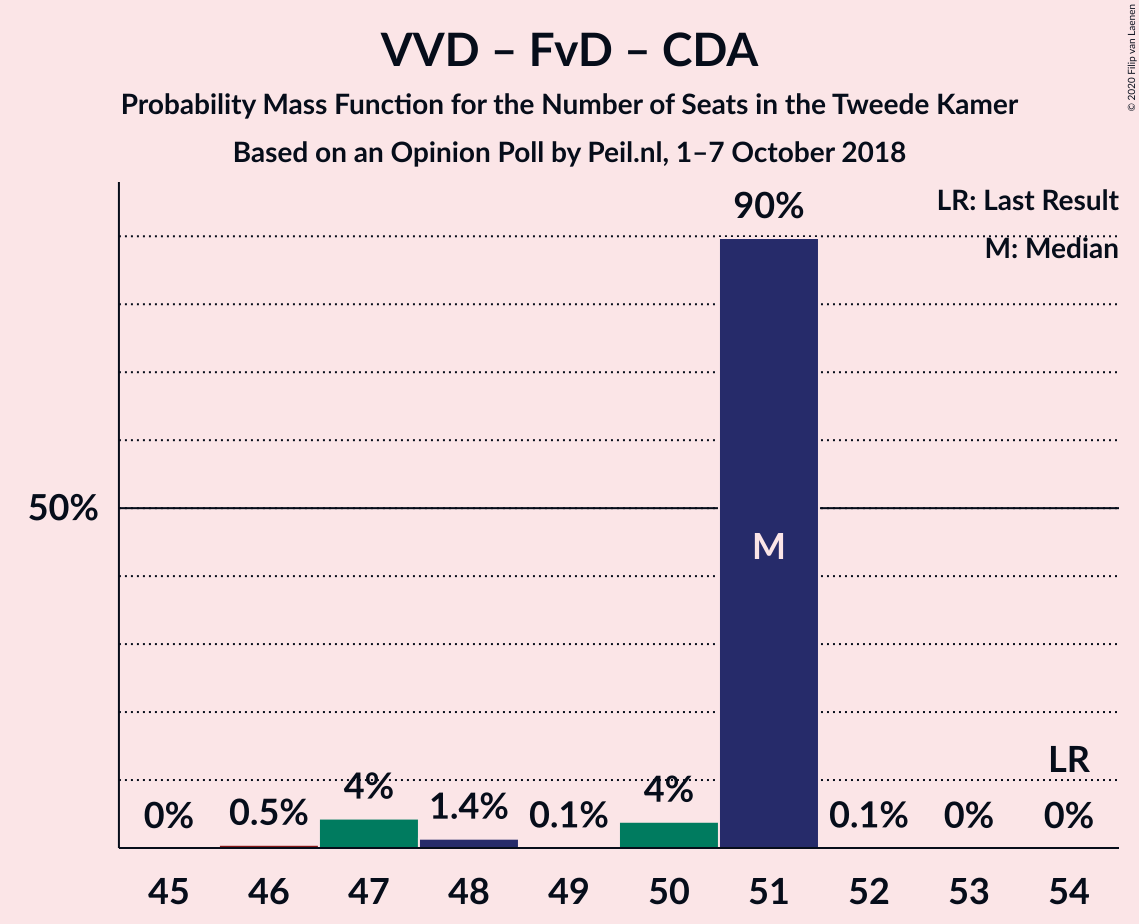 VVD – FvD – CDA
Probability Mass Function for the Number of Seats in the Tweede Kamer
Based on an Opinion Poll by Peil.nl, 1–7 October 2018
© 2020 Filip van Laenen
LR: Last Result
M: Median
90%
50%
M
LR
0% 0.5% 4% 1.4% 0.1% 4% 0.1% 0% 0%
45 46 47 48 49 50 51 52 53 54